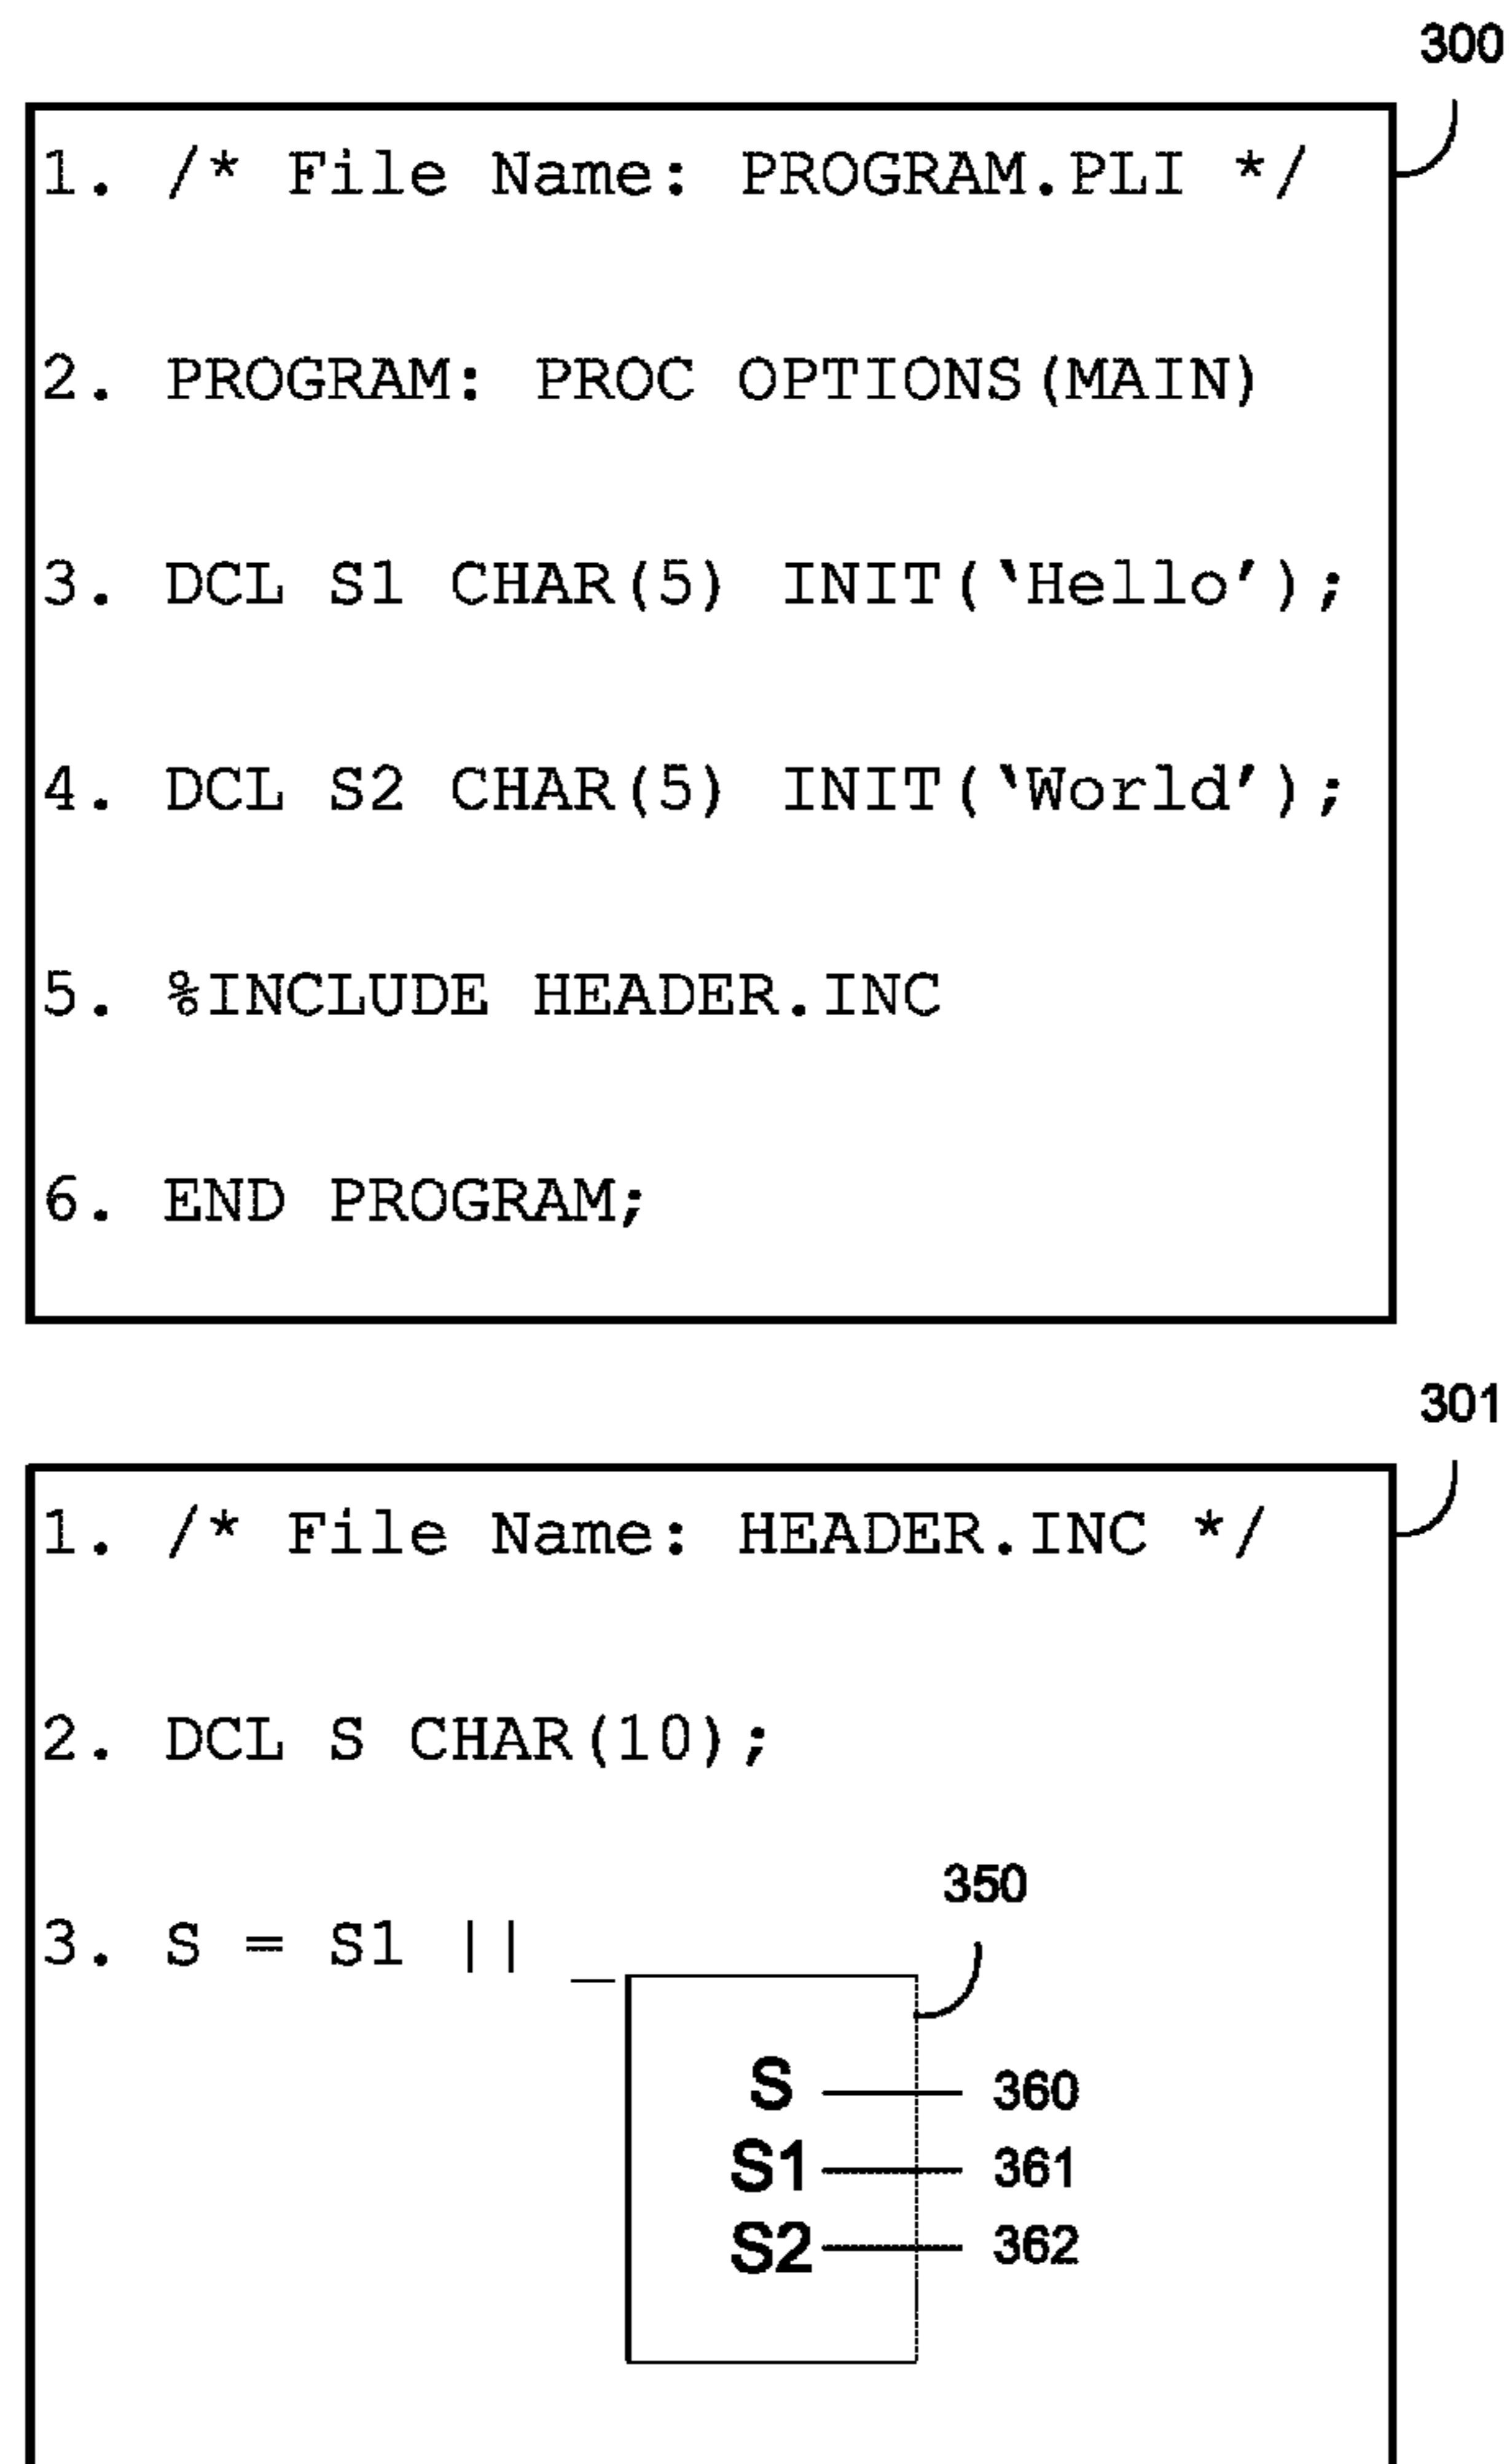 300
1. /* File Name: PROGRAM.PLI */
2. PROGRAM: PROC OPTIONS(MAIN)
3. DCL S1 CHAR(5) INIT(‘Hello’);
4. DCL S2 CHAR(5) INIT(‘World’);
5. %INCLUDE HEADER.INC
6. END PROGRAM;
301
1. /* File Name: HEADER.INC */
2. DCL S CHAR(10);
350
3. S = S1 || _
S 360
S1 361
S2 362